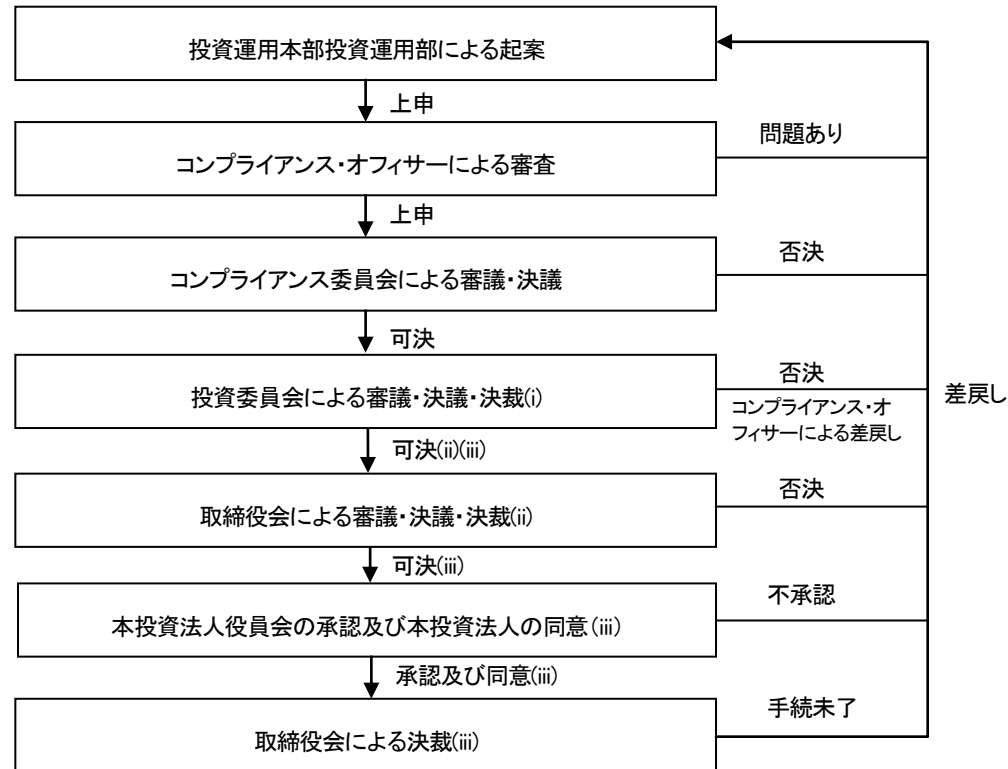 投資運用本部投資運用部による起案
上申
問題あり
コンプライアンス・オフィサーによる審査
上申
否決
コンプライアンス委員会による審議・決議
可決
否決
投資委員会による審議・決議・決裁(i)
コンプライアンス・オ
フィサーによる差戻し
差戻し
可決(ii)(iii)
否決
取締役会による審議・決議・決裁(ii)
可決(iii)
不承認
本投資法人役員会の承認及び本投資法人の同意(iii)
承認及び同意(iii)
手続未了
取締役会による決裁(iii)